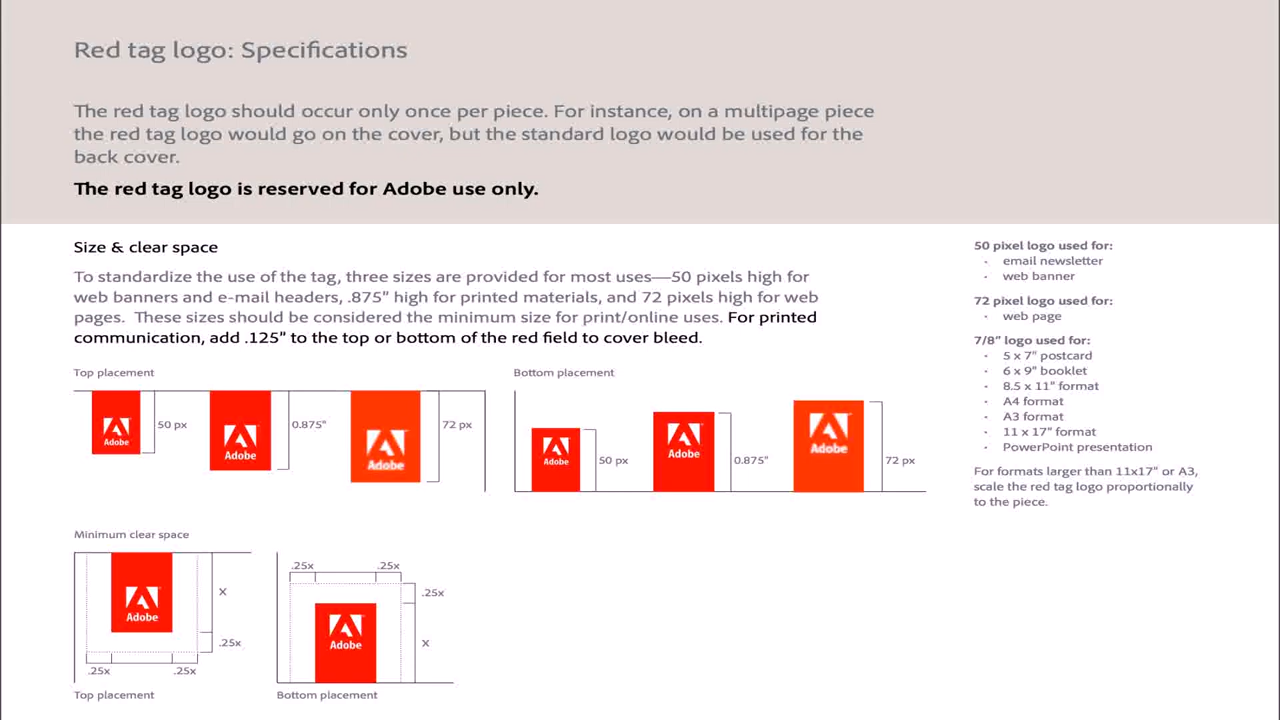 Red tag logo: Specifications
The red tag logo should occur only once per piece. For instance, on a multipage piece
the red tag logo would go on the cover, but the standard logo would be used for the
back cover.
The red tag logo is reserved for Adobe use only.
Size & clear space
To standardize the use of the tag, three sizes are provided for most uses—50 pixels high for
web banners and e-mail headers, .875" high for printed materials, and 72 pixels high for web
pages.  These sizes should be considered the minimum size for print/online uses. For printed
communication, add .125" to the top or bottom of the red field to cover bleed.
Top placement
Adobe
50 px
Adobe
0.875"
Adobe
72 px
Bottom placement
Adobe
50 px
Adobe
0.875"
Adobe
72 px
Minimum clear space
Adobe
X
.25x
.25x
.25x
Top placement
.25x
.25x
.25x
Adobe
X
Bottom placement
50 pixel logo used for:
· email newsletter
· web banner
72 pixel logo used for:
· web page
7/8" logo used for:
· 5 x 7" postcard
· 6 x 9" booklet
· 8.5 x 11" format
· A4 format
· A3 format
· 11 x 17" format
· PowerPoint presentation
For formats larger than 11x17" or A3,
scale the red tag logo proportionally
to the piece.